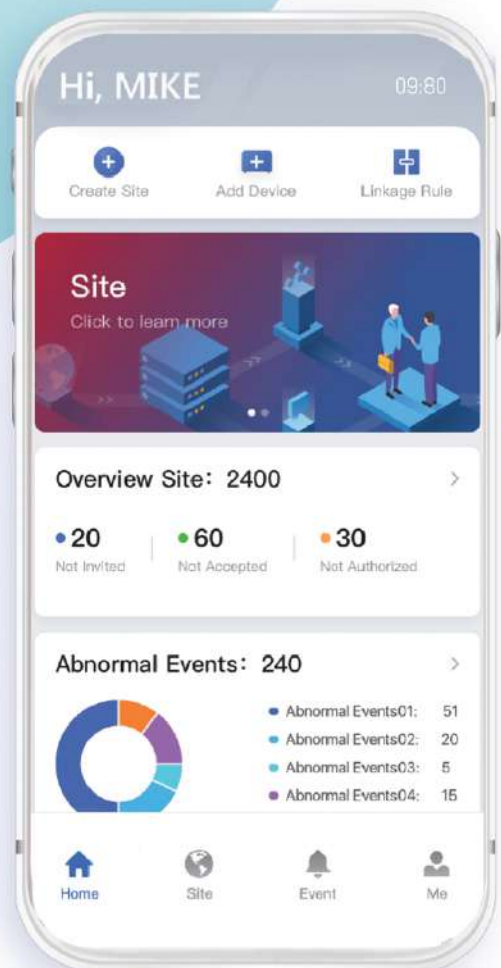 Hi, MIKE 09:80
Create Site Add Device Linkage Rule
Site
Click to learn more
Overview Site: 2400
20 60 30
Not Invited Not Accepted Not Authorized
Abnormal Events: 240
Abnormal Events01: 51
Abnormal Events02: 20
Abnormal Events03: 5
Abnormal Events04: 15
Home Site Event Me